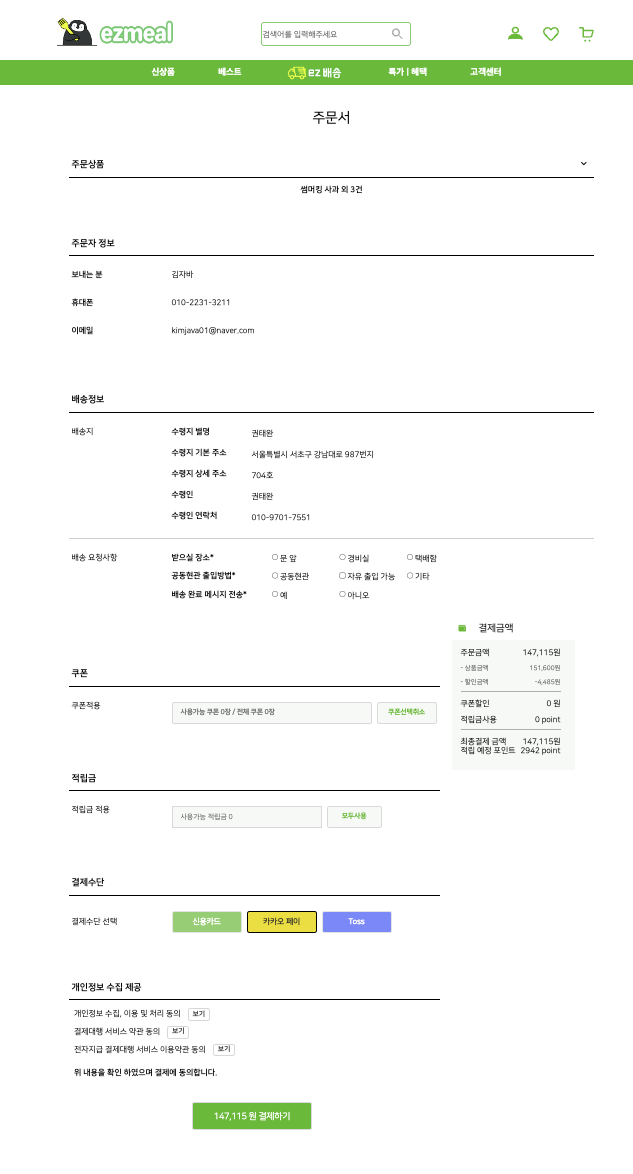 ezmeal
검색어를 입력해주세요
신상품 베스트 ez 배송 특가 | 혜택 고객센터
주문서
주문상품
썸머킹 사과 외 3건
주문자 정보
보내는 분 김자바
휴대폰 010-2231-3211
이메일 kimjava01@naver.com
배송정보
배송지 수령지 별명 권태완
수령지 기본 주소 서울특별시 서초구 강남대로 987번지
수령지 상세 주소 704호
수령인 권태완
수령인 연락처 010-9701-7551
배송 요청사항 받으실 장소* 문 앞 경비실 택배함
공동현관 출입방법* 공동현관 자유 출입 가능 기타
배송 완료 메시지 전송* 예 아니오
결제금액
주문금액 147,115원
- 상품금액 151,600원
- 할인금액 -4,485원
쿠폰할인 0 원
적립금사용 0 point
최종결제 금액 147,115원
적립 예정 포인트 2942 point
쿠폰
쿠폰적용 사용가능 쿠폰 0장 / 전체 쿠폰 0장 쿠폰선택취소
적립금
적립금 적용 사용가능 적립금 0 모두사용
결제수단
결제수단 선택 신용카드 카카오 페이 Toss
개인정보 수집 제공
개인정보 수집, 이용 및 처리 동의 보기
결제대행 서비스 약관 동의 보기
전자지급 결제대행 서비스 이용약관 동의 보기
위 내용을 확인 하였으며 결제에 동의합니다.
147,115 원 결제하기